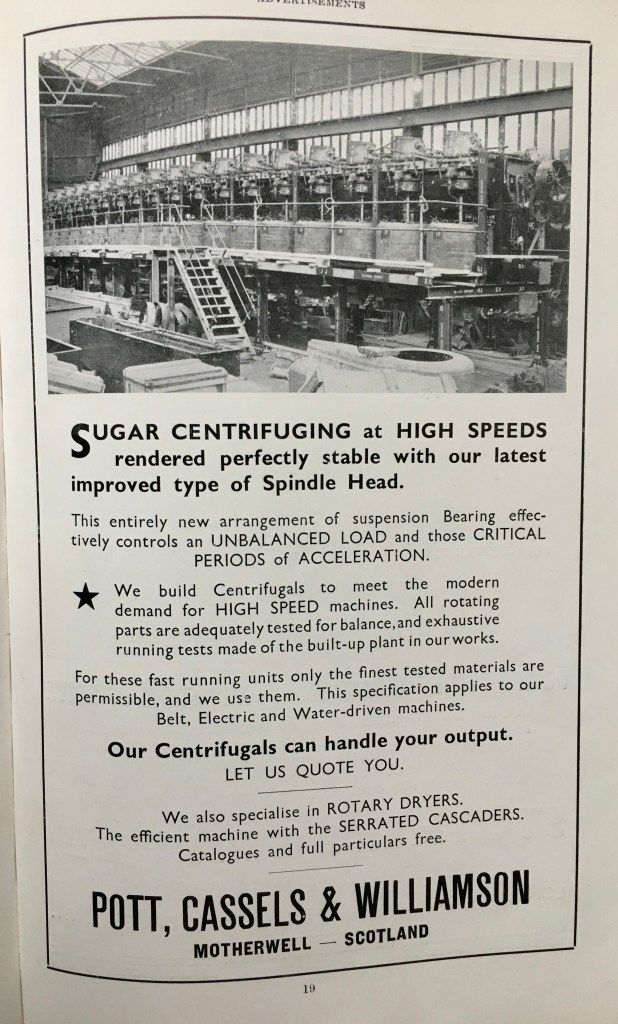 ADVERTISEMENTS
SUGAR CENTRIFUGING at HIGH SPEEDS
rendered perfectly stable with our latest
improved type of Spindle Head.
This entirely new arrangement of suspension Bearing effec-
tively controls an UNBALANCED LOAD and those CRITICAL
PERIODS of ACCELERATION.
★ We build Centrifugals to meet the modern
demand for HIGH SPEED machines. All rotating
parts are adequately tested for balance, and exhaustive
running tests made of the built-up plant in our works.
For these fast running units only the finest tested materials are
permissible, and we use them. This specification applies to our
Belt, Electric and Water-driven machines.
Our Centrifugals can handle your output.
LET US QUOTE YOU.
We also specialise in ROTARY DRYERS.
The efficient machine with the SERRATED CASCADERS.
Catalogues and full particulars free.
POTT, CASSELS & WILLIAMSON
MOTHERWELL — SCOTLAND
19